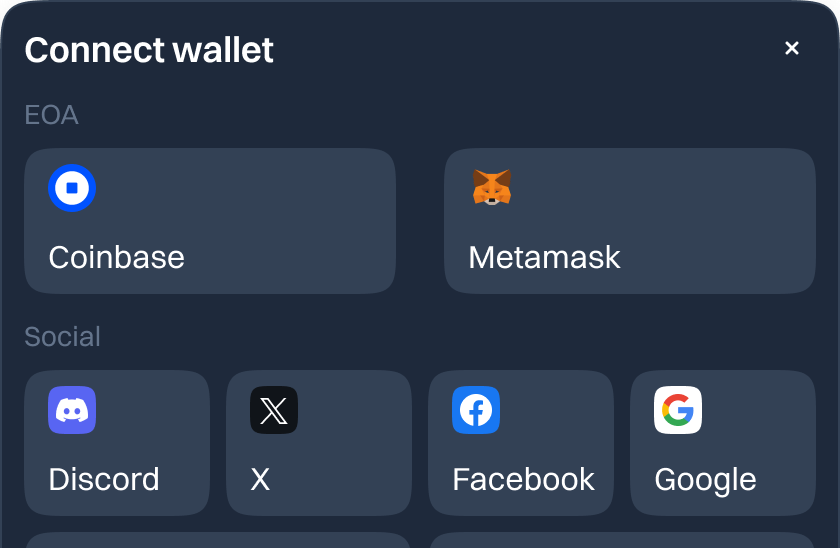 Connect wallet
EOA
Coinbase Metamask
Social
Discord X Facebook Google